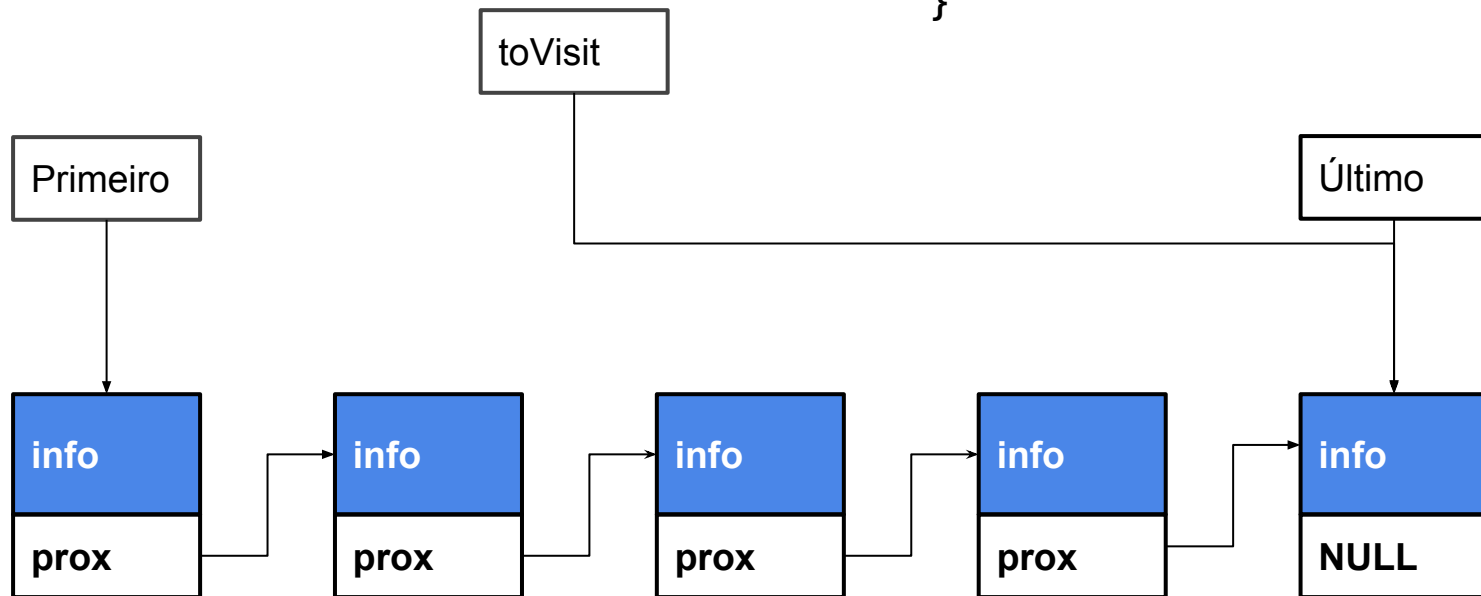 }
toVisit
Primeiro
Último
info
info
info
info
info
prox
prox
prox
prox
NULL